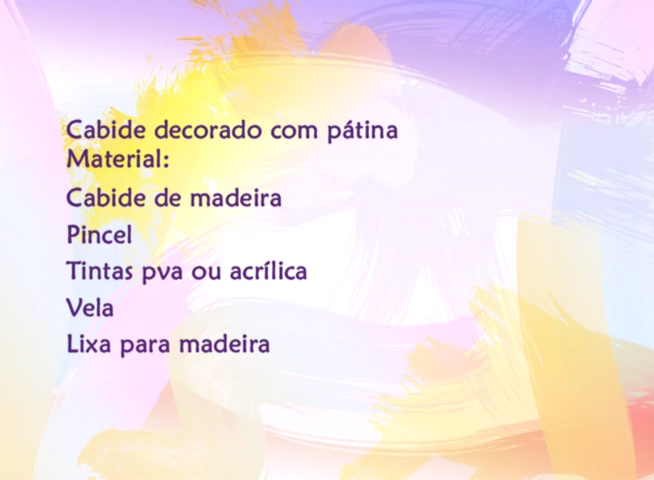 Cabide decorado com pátina
Material:
Cabide de madeira
Pincel
Tintas pva ou acrílica
Vela
Lixa para madeira